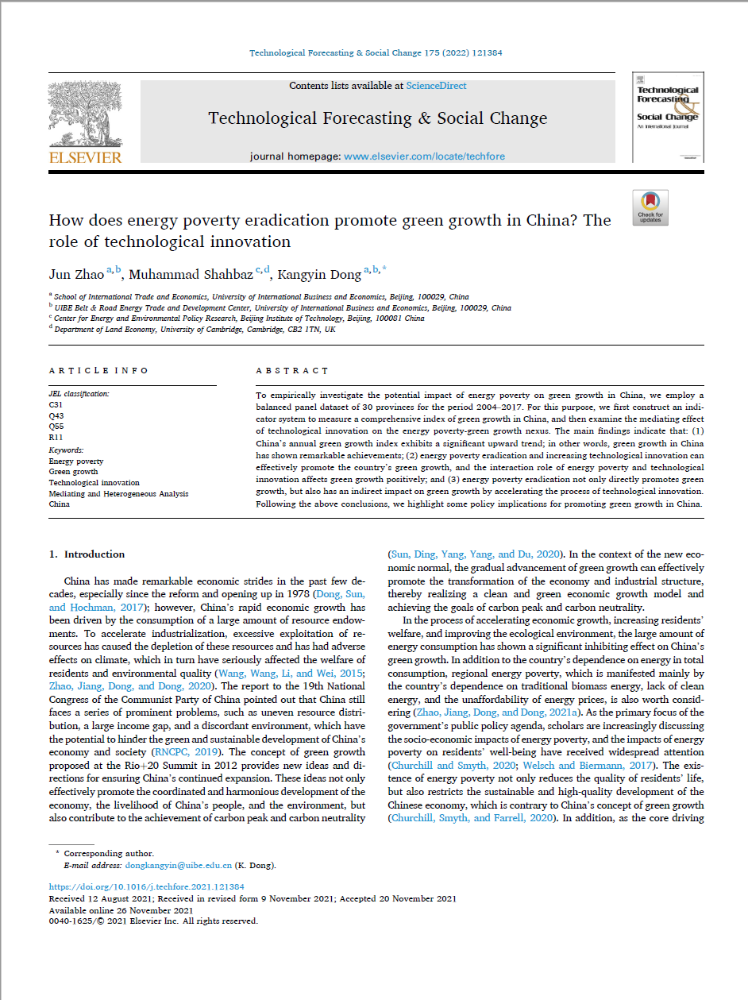 Technological Forecasting & Social Change 175 (2022) 121384
Contents lists available at ScienceDirect
Technological Forecasting & Social Change
journal homepage: www.elsevier.com/locate/techfore
ELSEVIER
Technological
Forecasting
&
Social Change
An International Journal
Check for
updates
How does energy poverty eradication promote green growth in China? The
role of technological innovation
Jun Zhao a,b, Muhammad Shahbaz c,d, Kangyin Dong a,b,*
a School of International Trade and Economics, University of International Business and Economics, Beijing, 100029, China
b UIBE Belt & Road Energy Trade and Development Center, University of International Business and Economics, Beijing, 100029, China
c Center for Energy and Environmental Policy Research, Beijing Institute of Technology, Beijing, 100081 China
d Department of Land Economy, University of Cambridge, Cambridge, CB2 1TN, UK
ARTICLE INFO
JEL classification:
C31
Q43
Q55
R11
Keywords:
Energy poverty
Green growth
Technological innovation
Mediating and Heterogeneous Analysis
China
ABSTRACT
To empirically investigate the potential impact of energy poverty on green growth in China, we employ a
balanced panel dataset of 30 provinces for the period 2004–2017. For this purpose, we first construct an indi-
cator system to measure a comprehensive index of green growth in China, and then examine the mediating effect
of technological innovation on the energy poverty-green growth nexus. The main findings indicate that: (1)
China's annual green growth index exhibits a significant upward trend; in other words, green growth in China
has shown remarkable achievements; (2) energy poverty eradication and increasing technological innovation can
effectively promote the country's green growth, and the interaction role of energy poverty and technological
innovation affects green growth positively; and (3) energy poverty eradication not only directly promotes green
growth, but also has an indirect impact on green growth by accelerating the process of technological innovation.
Following the above conclusions, we highlight some policy implications for promoting green growth in China.
1. Introduction
China has made remarkable economic strides in the past few de-
cades, especially since the reform and opening up in 1978 (Dong, Sun,
and Hochman, 2017); however, China's rapid economic growth has
been driven by the consumption of a large amount of resource endow-
ments. To accelerate industrialization, excessive exploitation of re-
sources has caused the depletion of these resources and has had adverse
effects on climate, which in turn have seriously affected the welfare of
residents and environmental quality (Wang, Wang, Li, and Wei, 2015;
Zhao, Jiang, Dong, and Dong, 2020). The report to the 19th National
Congress of the Communist Party of China pointed out that China still
faces a series of prominent problems, such as uneven resource distri-
bution, a large income gap, and a discordant environment, which have
the potential to hinder the green and sustainable development of China's
economy and society (RNCPC, 2019). The concept of green growth
proposed at the Rio+20 Summit in 2012 provides new ideas and di-
rections for ensuring China's continued expansion. These ideas not only
effectively promote the coordinated and harmonious development of the
economy, the livelihood of China's people, and the environment, but
also contribute to the achievement of carbon peak and carbon neutrality
(Sun, Ding, Yang, Yang, and Du, 2020). In the context of the new eco-
nomic normal, the gradual advancement of green growth can effectively
promote the transformation of the economy and industrial structure,
thereby realizing a clean and green economic growth model and
achieving the goals of carbon peak and carbon neutrality.
In the process of accelerating economic growth, increasing residents'
welfare, and improving the ecological environment, the large amount of
energy consumption has shown a significant inhibiting effect on China's
green growth. In addition to the country's dependence on energy in total
consumption, regional energy poverty, which is manifested mainly by
the country's dependence on traditional biomass energy, lack of clean
energy, and the unaffordability of energy prices, is also worth consid-
ering (Zhao, Jiang, Dong, and Dong, 2021a). As the primary focus of the
government's public policy agenda, scholars are increasingly discussing
the socio-economic impacts of energy poverty, and the impacts of energy
poverty on residents' well-being have received widespread attention
(Churchill and Smyth, 2020; Welsch and Biermann, 2017). The exis-
tence of energy poverty not only reduces the quality of residents' life,
but also restricts the sustainable and high-quality development of the
Chinese economy, which is contrary to China's concept of green growth
(Churchill, Smyth, and Farrell, 2020). In addition, as the core driving
* Corresponding author.
E-mail address: dongkangyin@uibe.edu.cn (K. Dong).
https://doi.org/10.1016/j.techfore.2021.121384
Received 12 August 2021; Received in revised form 9 November 2021; Accepted 20 November 2021
Available online 26 November 2021
0040-1625/© 2021 Elsevier Inc. All rights reserved.